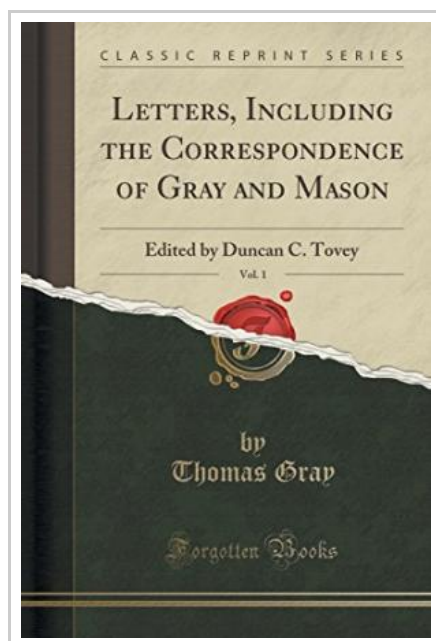 CLASSIC REPRINT SERIES
LETTERS, INCLUDING
THE CORRESPONDENCE
OF GRAY AND MASON
Edited by Duncan C. Tovey
Vol. 1
by
Thomas Gray
Forgotten Books